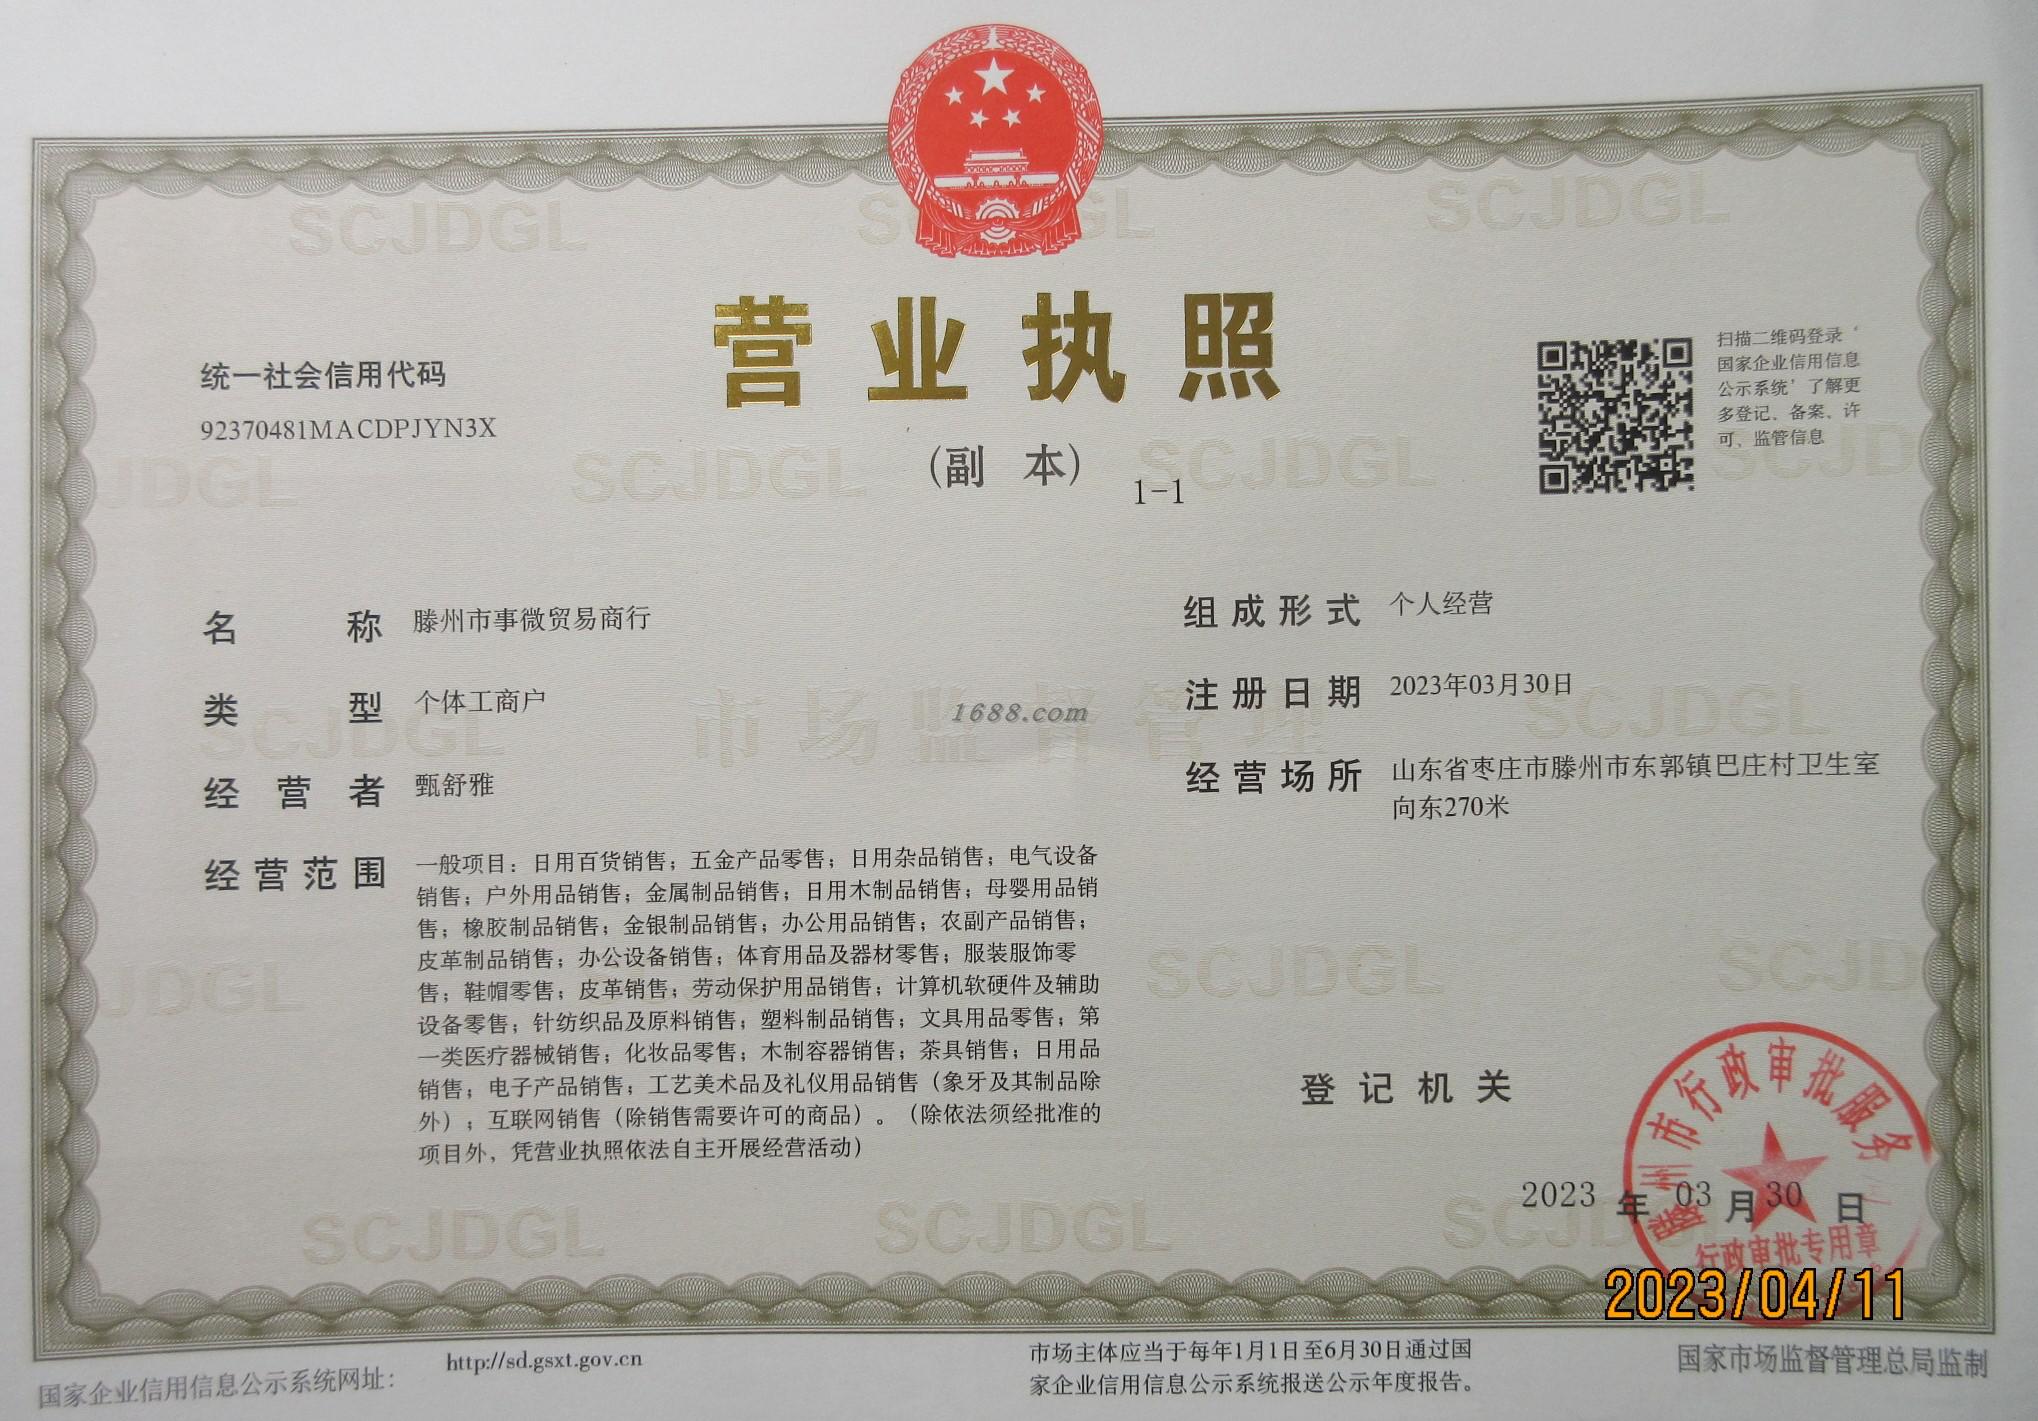 营业执照
(副 本)
1-1
统一社会信用代码
92370481MACDPJYN3X
扫描二维码登录‘
国家企业信用信息
公示系统’了解更
多登记、备案、许
可、监管信息
名 称 滕州市事微贸易商行
类 型 个体工商户
经营者 甄舒雅
经营范围 一般项目：日用百货销售；五金产品零售；日用杂品销售；电气设备
销售；户外用品销售；金属制品销售；日用木制品销售；母婴用品销
售；橡胶制品销售；金银制品销售；办公用品销售；农副产品销售；
皮革制品销售；办公设备销售；体育用品及器材零售；服装服饰零
售；鞋帽零售；皮革销售；劳动保护用品销售；计算机软硬件及辅助
设备零售；针纺织品及原料销售；塑料制品销售；文具用品零售；第
一类医疗器械销售；化妆品零售；木制容器销售；茶具销售；日用品
销售；电子产品销售；工艺美术品及礼仪用品销售（象牙及其制品除
外）；互联网销售（除销售需要许可的商品）。（除依法须经批准的
项目外，凭营业执照依法自主开展经营活动）
组成形式 个人经营
注册日期 2023年03月30日
经营场所 山东省枣庄市滕州市东郭镇巴庄村卫生室
向东270米
市场监督管理
1688.com
SCJDGL
登记机关
滕州市行政审批服务
行政审批专用章
2023 年 03 月 30 日
2023/04/11
国家企业信用信息公示系统网址：
http://sd.gsxt.gov.cn
市场主体应当于每年1月1日至6月30日通过国
家企业信用信息公示系统报送公示年度报告。
国家市场监督管理总局监制